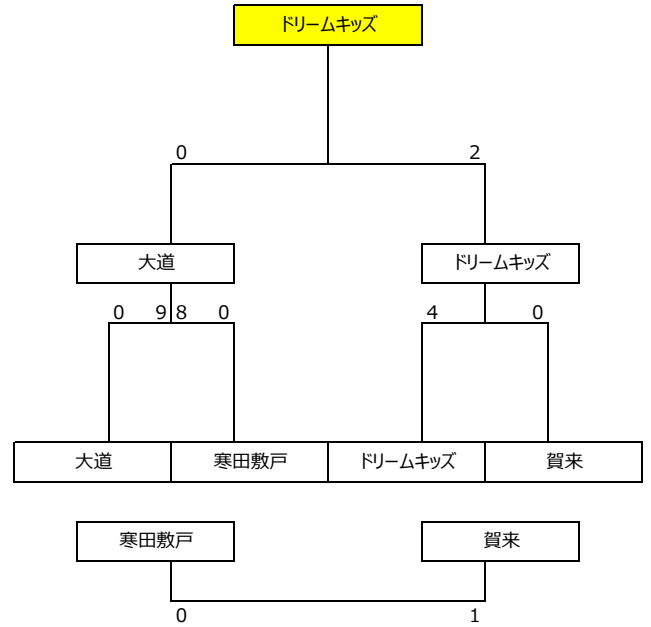 ドリームキッズ
0 2
大道 ドリームキッズ
0 9 8 0 4 0
大道 寒田敷戸 ドリームキッズ 賀来
寒田敷戸 賀来
0 1